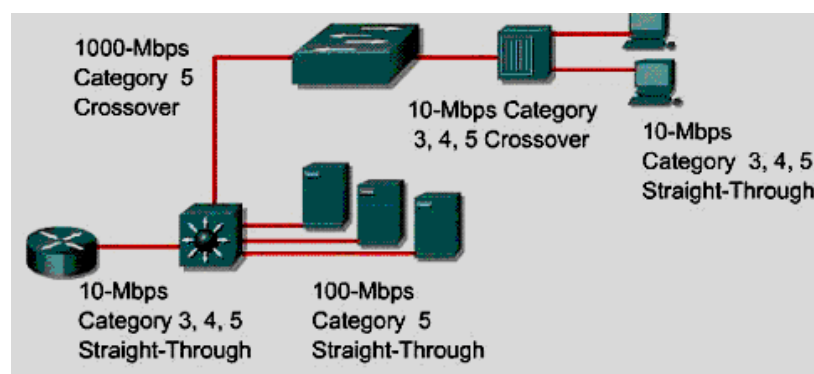 1000-Mbps
Category 5
Crossover
10-Mbps Category
3, 4, 5 Crossover
10-Mbps
Category 3, 4, 5
Straight-Through
10-Mbps
Category 3, 4, 5
Straight-Through
100-Mbps
Category 5
Straight-Through